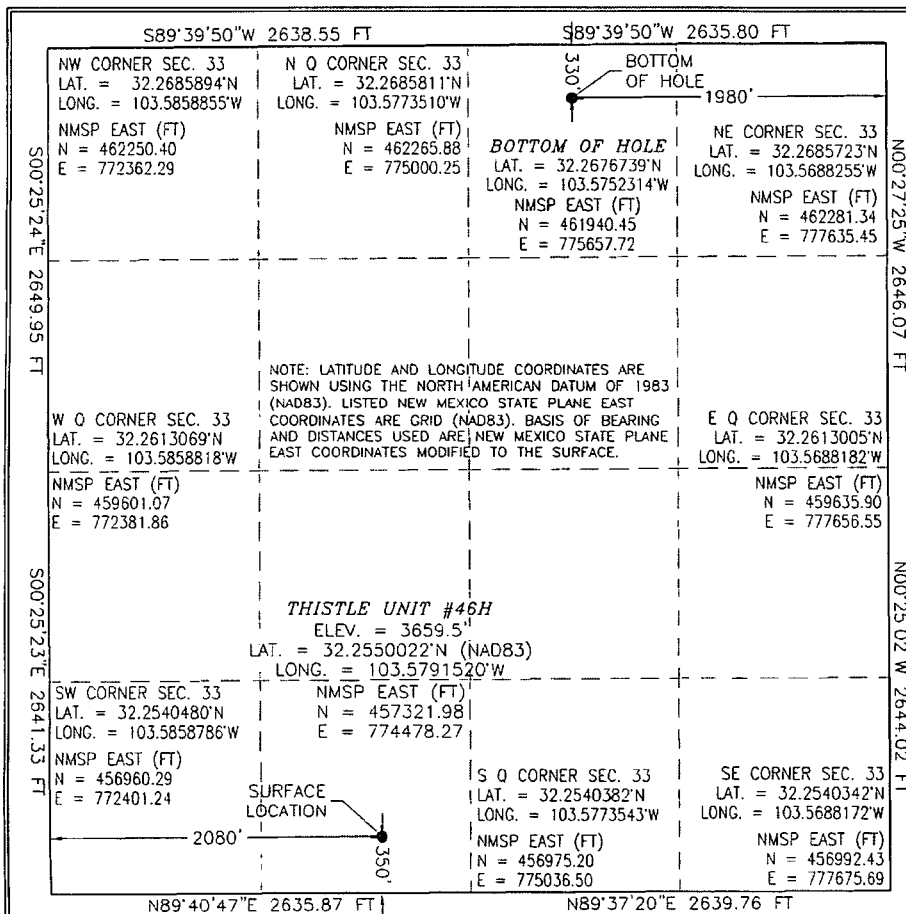 S89°39'50"W 2638.55 FT
S89°39'50"W 2635.80 FT
NW CORNER SEC. 33
LAT. = 32.2685894'N
LONG. = 103.5858855'W
NMSP EAST (FT)
N = 462250.40
E = 772362.29
N Q CORNER SEC. 33
LAT. = 32.2685811'N
LONG. = 103.5773510'W
NMSP EAST (FT)
N = 462265.88
E = 775000.25
330'
BOTTOM
OF HOLE
1980'
BOTTOM OF HOLE
LAT. = 32.2676739'N
LONG. = 103.5752314'W
NMSP EAST (FT)
N = 461940.45
E = 775657.72
NE CORNER SEC. 33
LAT. = 32.2685723'N
LONG. = 103.5688255'W
NMSP EAST (FT)
N = 462281.34
E = 777635.45
S00°25'24"E 2649.95 FT
N00°27'25"W 2646.07 FT
NOTE: LATITUDE AND LONGITUDE COORDINATES ARE
SHOWN USING THE NORTH AMERICAN DATUM OF 1983
(NAD83). LISTED NEW MEXICO STATE PLANE EAST
COORDINATES ARE GRID (NAD83). BASIS OF BEARING
AND DISTANCES USED ARE NEW MEXICO STATE PLANE
EAST COORDINATES MODIFIED TO THE SURFACE.
W Q CORNER SEC. 33
LAT. = 32.2613069'N
LONG. = 103.5858818'W
NMSP EAST (FT)
N = 459601.07
E = 772381.86
E Q CORNER SEC. 33
LAT. = 32.2613005'N
LONG. = 103.5688182'W
NMSP EAST (FT)
N = 459635.90
E = 777656.55
S00°25'23"E 2641.33 FT
N00°25'02"W 2644.02 FT
THISTLE UNIT #46H
ELEV. = 3659.5'
LAT. = 32.2550022'N (NAD83)
LONG. = 103.5791520'W
NMSP EAST (FT)
N = 457321.98
E = 774478.27
SW CORNER SEC. 33
LAT. = 32.2540480'N
LONG. = 103.5858786'W
NMSP EAST (FT)
N = 456960.29
E = 772401.24
SURFACE
LOCATION
2080'
350'
S Q CORNER SEC. 33
LAT. = 32.2540382'N
LONG. = 103.5773543'W
NMSP EAST (FT)
N = 456975.20
E = 775036.50
SE CORNER SEC. 33
LAT. = 32.2540342'N
LONG. = 103.5688172'W
NMSP EAST (FT)
N = 456992.43
E = 777675.69
N89°40'47"E 2635.87 FT
N89°37'20"E 2639.76 FT